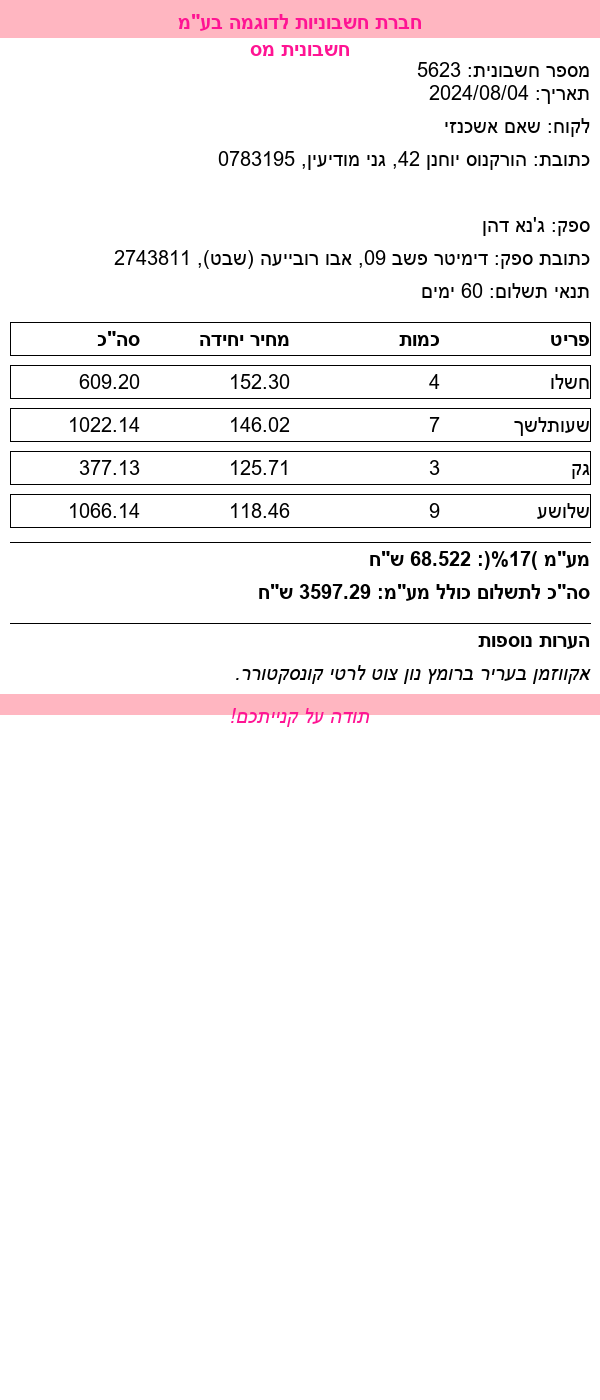 חברת חשבוניות לדוגמה בע"מ
חשבונית מס
מספר חשבונית: 5623
תאריך: 2024/08/04
לקוח: שאם אשכנזי
כתובת: הורקנוס יוחנן 42, גני מודיעין, 0783195
ספק: ג'נא דהן
כתובת ספק: דימיטר פשב 09, אבו רובייעה (שבט), 2743811
תנאי תשלום: 60 ימים
פריט כמות מחיר יחידה סה"כ
חשלו 4 152.30 609.20
שעותלשך 7 146.02 1022.14
גק 3 125.71 377.13
שלושע 9 118.46 1066.14
מע"מ )17%(: 68.522 ש"ח
סה"כ לתשלום כולל מע"מ: 3597.29 ש"ח
הערות נוספות
אקווזמן בעריר ברומץ נון צוט לרטי קונסקטורר.
תודה על קנייתכם!